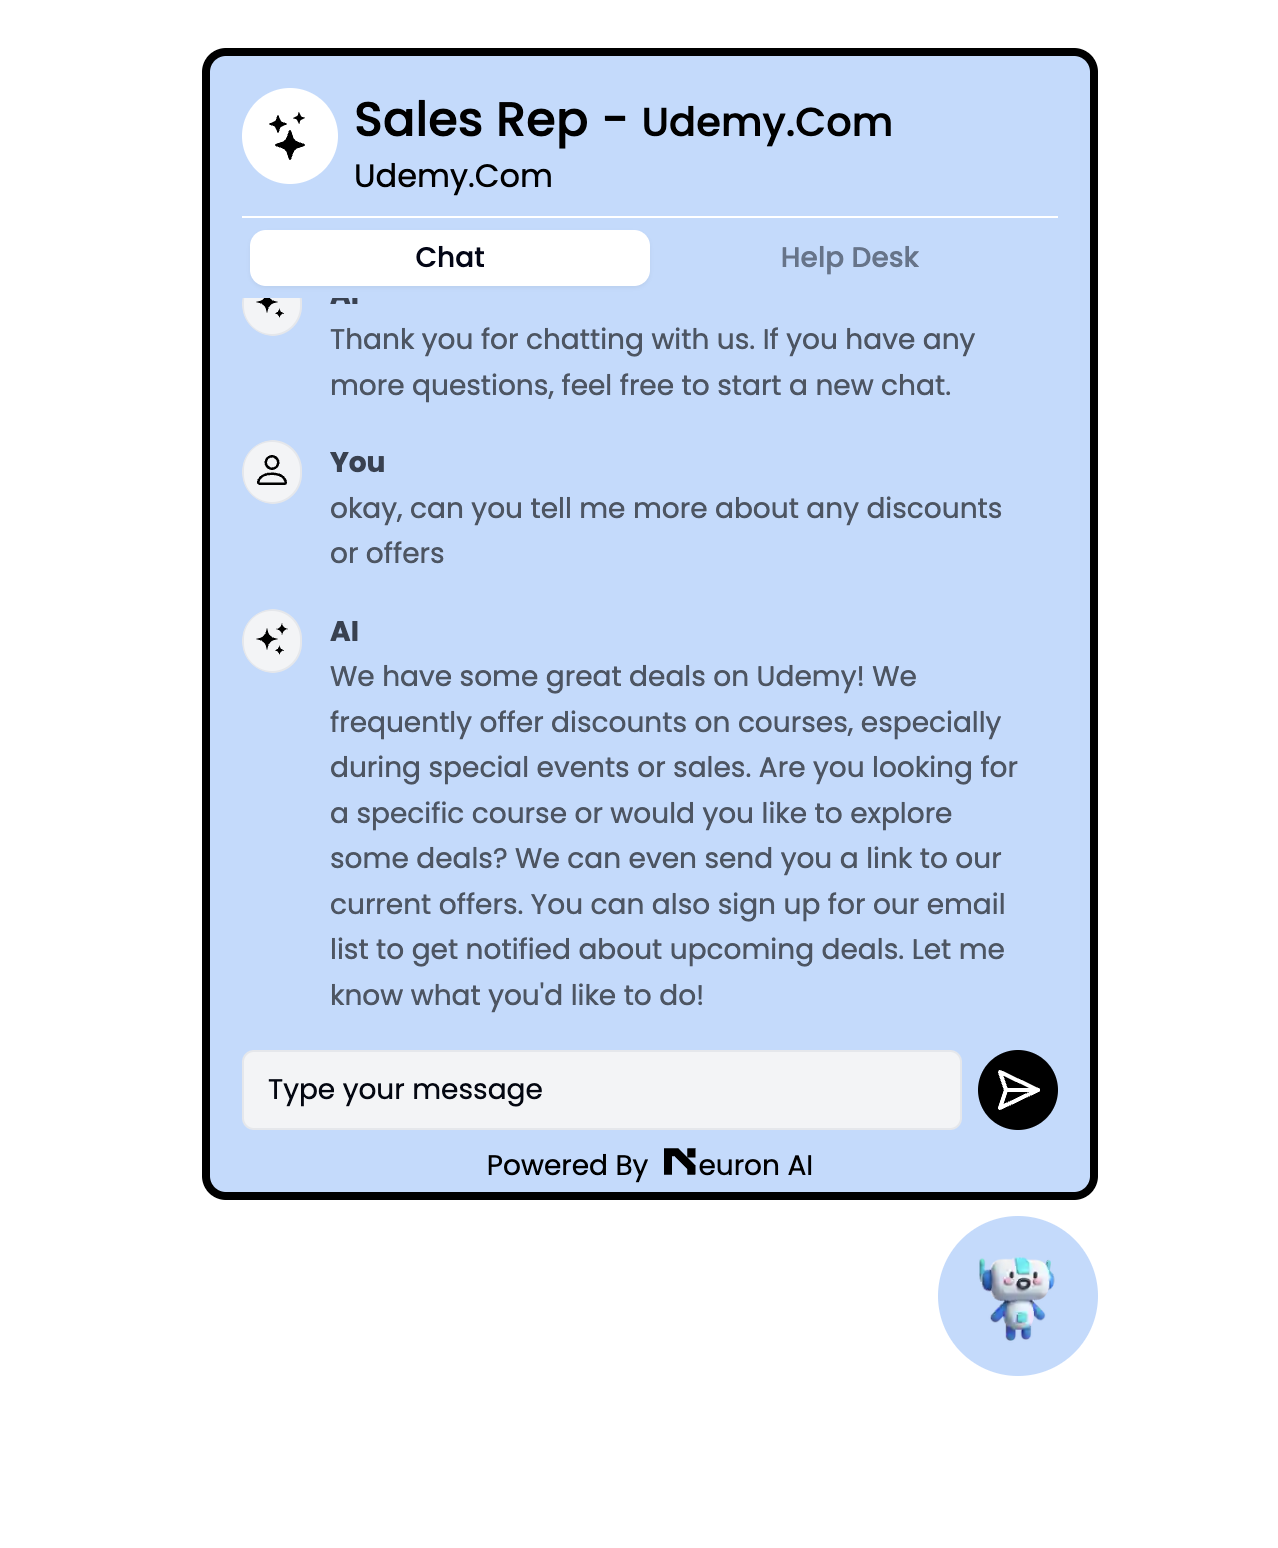 Sales Rep - Udemy.Com
Udemy.Com
Chat
Help Desk
AI
Thank you for chatting with us. If you have any
more questions, feel free to start a new chat.
You
okay, can you tell me more about any discounts
or offers
AI
We have some great deals on Udemy! We
frequently offer discounts on courses, especially
during special events or sales. Are you looking for
a specific course or would you like to explore
some deals? We can even send you a link to our
current offers. You can also sign up for our email
list to get notified about upcoming deals. Let me
know what you'd like to do!
Type your message
Powered By Neuron AI